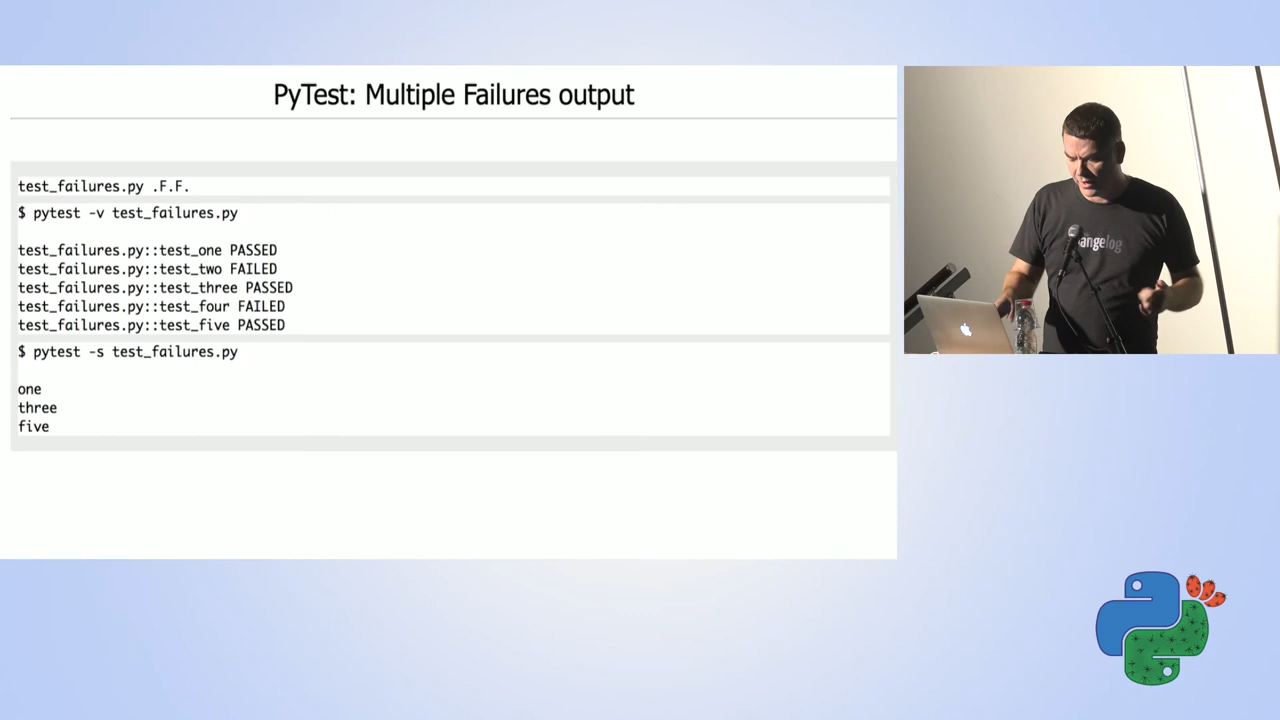 PyTest: Multiple Failures output
test_failures.py .F.F.
$ pytest -v test_failures.py
test_failures.py::test_one PASSED
test_failures.py::test_two FAILED
test_failures.py::test_three PASSED
test_failures.py::test_four FAILED
test_failures.py::test_five PASSED
$ pytest -s test_failures.py
one
three
five